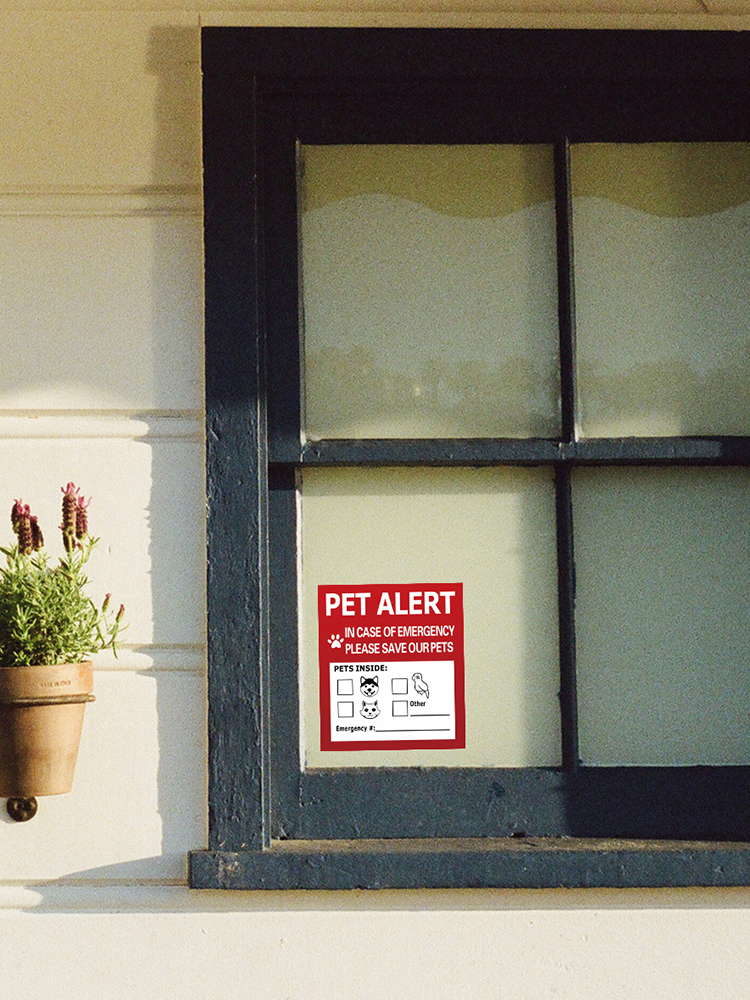 PET ALERT
IN CASE OF EMERGENCY
PLEASE SAVE OUR PETS
PETS INSIDE:
Other
Emergency #: